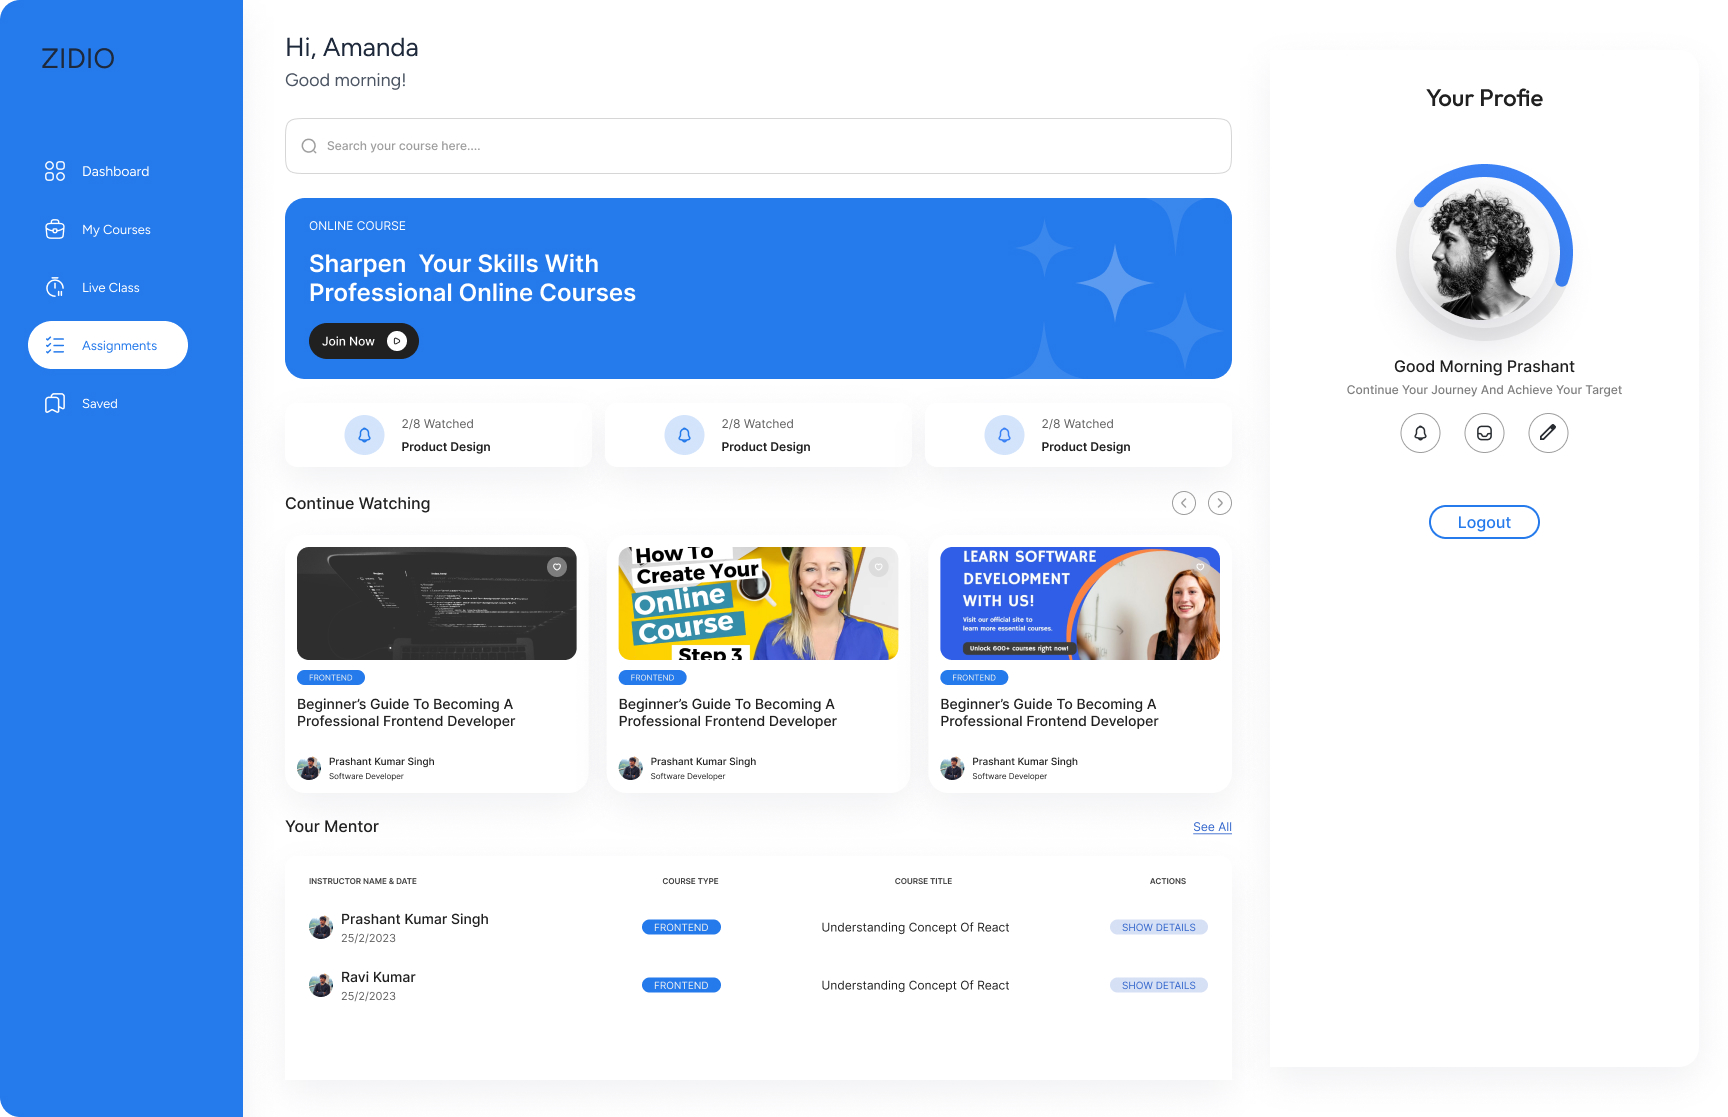 ZIDIO
Dashboard
My Courses
Live Class
Assignments
Saved
Hi, Amanda
Good morning!
Search your course here....
ONLINE COURSE
Sharpen  Your Skills With
Professional Online Courses
Join Now
2/8 Watched
Product Design
2/8 Watched
Product Design
2/8 Watched
Product Design
Continue Watching
FRONTEND
Beginner’s Guide To Becoming A
Professional Frontend Developer
Prashant Kumar Singh
Software Developer
How To
Create Your
Online
Course
Step 3
FRONTEND
Beginner’s Guide To Becoming A
Professional Frontend Developer
Prashant Kumar Singh
Software Developer
LEARN SOFTWARE
DEVELOPMENT
WITH US!
Visit our official site to
learn more essential courses.
Unlock 600+ courses right now!
FRONTEND
Beginner’s Guide To Becoming A
Professional Frontend Developer
Prashant Kumar Singh
Software Developer
Your Mentor
See All
INSTRUCTOR NAME & DATE COURSE TYPE COURSE TITLE ACTIONS
Prashant Kumar Singh
25/2/2023
FRONTEND
Understanding Concept Of React
SHOW DETAILS
Ravi Kumar
25/2/2023
FRONTEND
Understanding Concept Of React
SHOW DETAILS
Your Profie
Good Morning Prashant
Continue Your Journey And Achieve Your Target
Logout